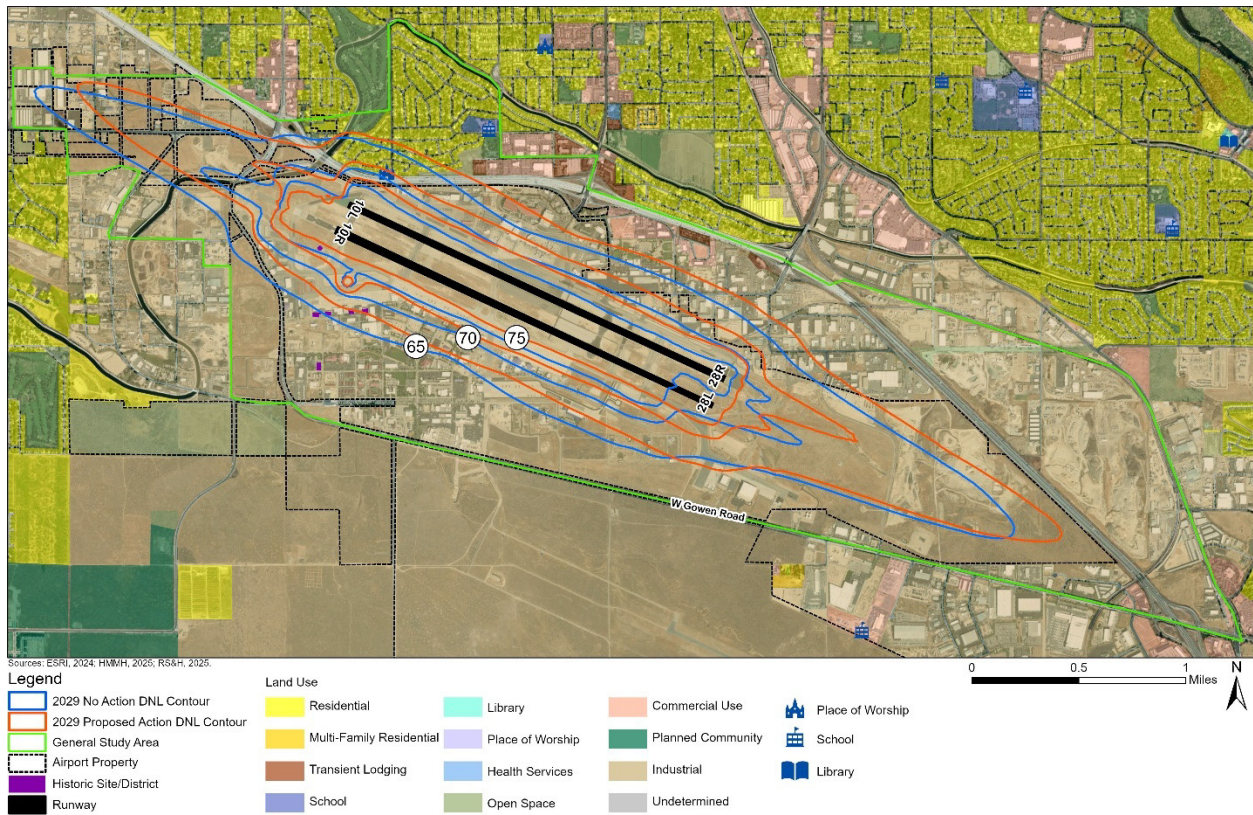 10L-10R
65
70
75
28L-28R
W Gowen Road
Sources: ESRI, 2024; HMMH, 2025; RS&H, 2025.
0 0.5 1
Miles
N
Legend
2029 No Action DNL Contour
2029 Proposed Action DNL Contour
General Study Area
Airport Property
Historic Site/District
Runway
Land Use
Residential
Multi-Family Residential
Transient Lodging
School
Library
Place of Worship
Health Services
Open Space
Commercial Use
Planned Community
Industrial
Undetermined
Place of Worship
School
Library